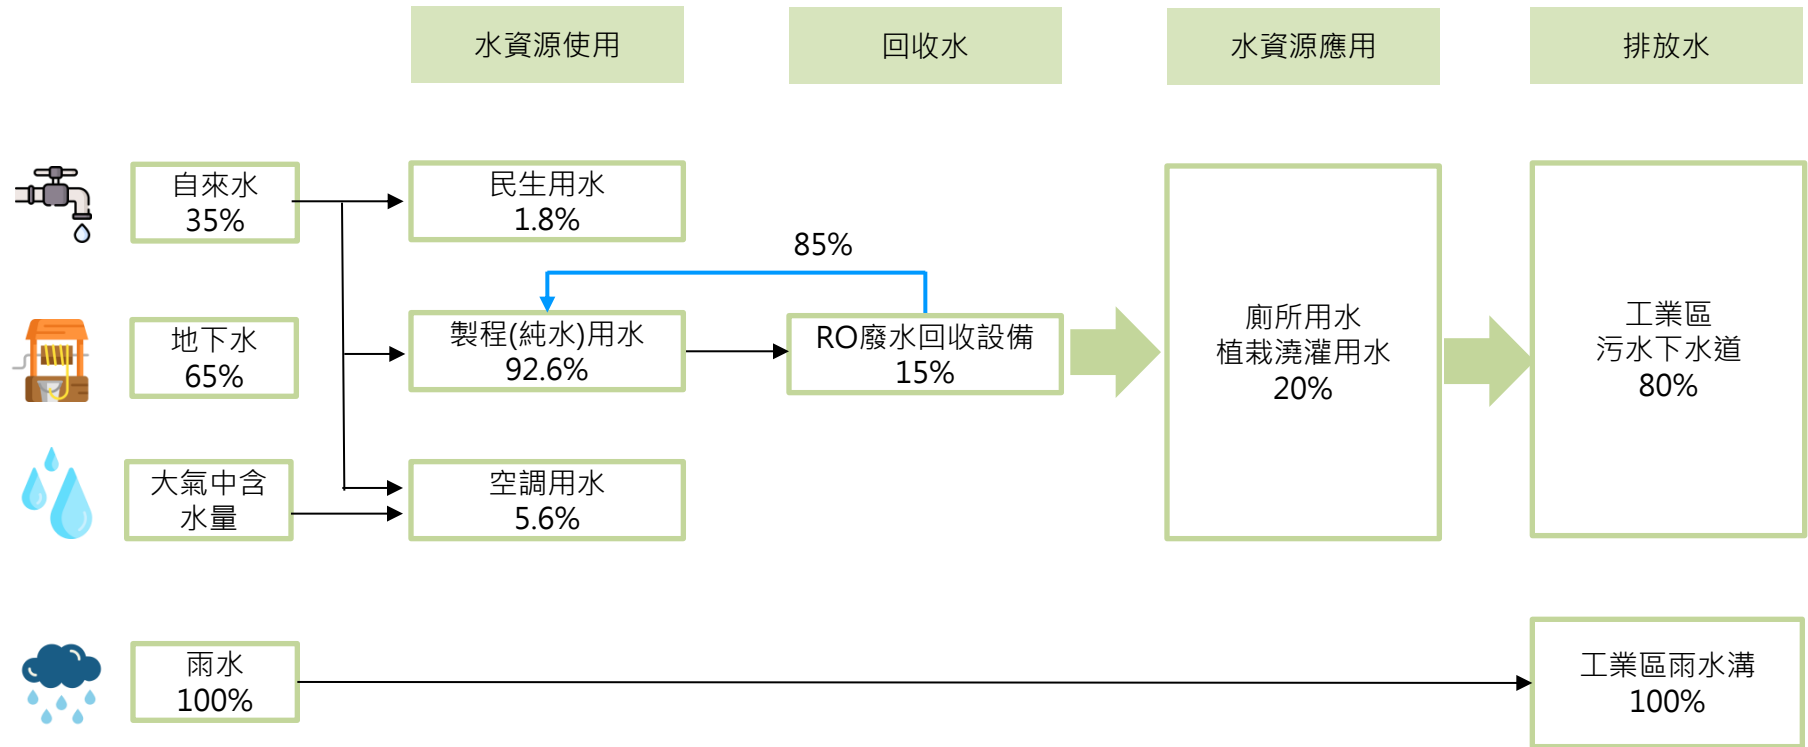 水資源使用
回收水
水資源應用
排放水
自來水
35%
民生用水
1.8%
85%
地下水
65%
製程(純水)用水
92.6%
RO廢水回收設備
15%
廁所用水
植栽澆灌用水
20%
工業區
污水下水道
80%
大氣中含
水量
空調用水
5.6%
雨水
100%
工業區雨水溝
100%